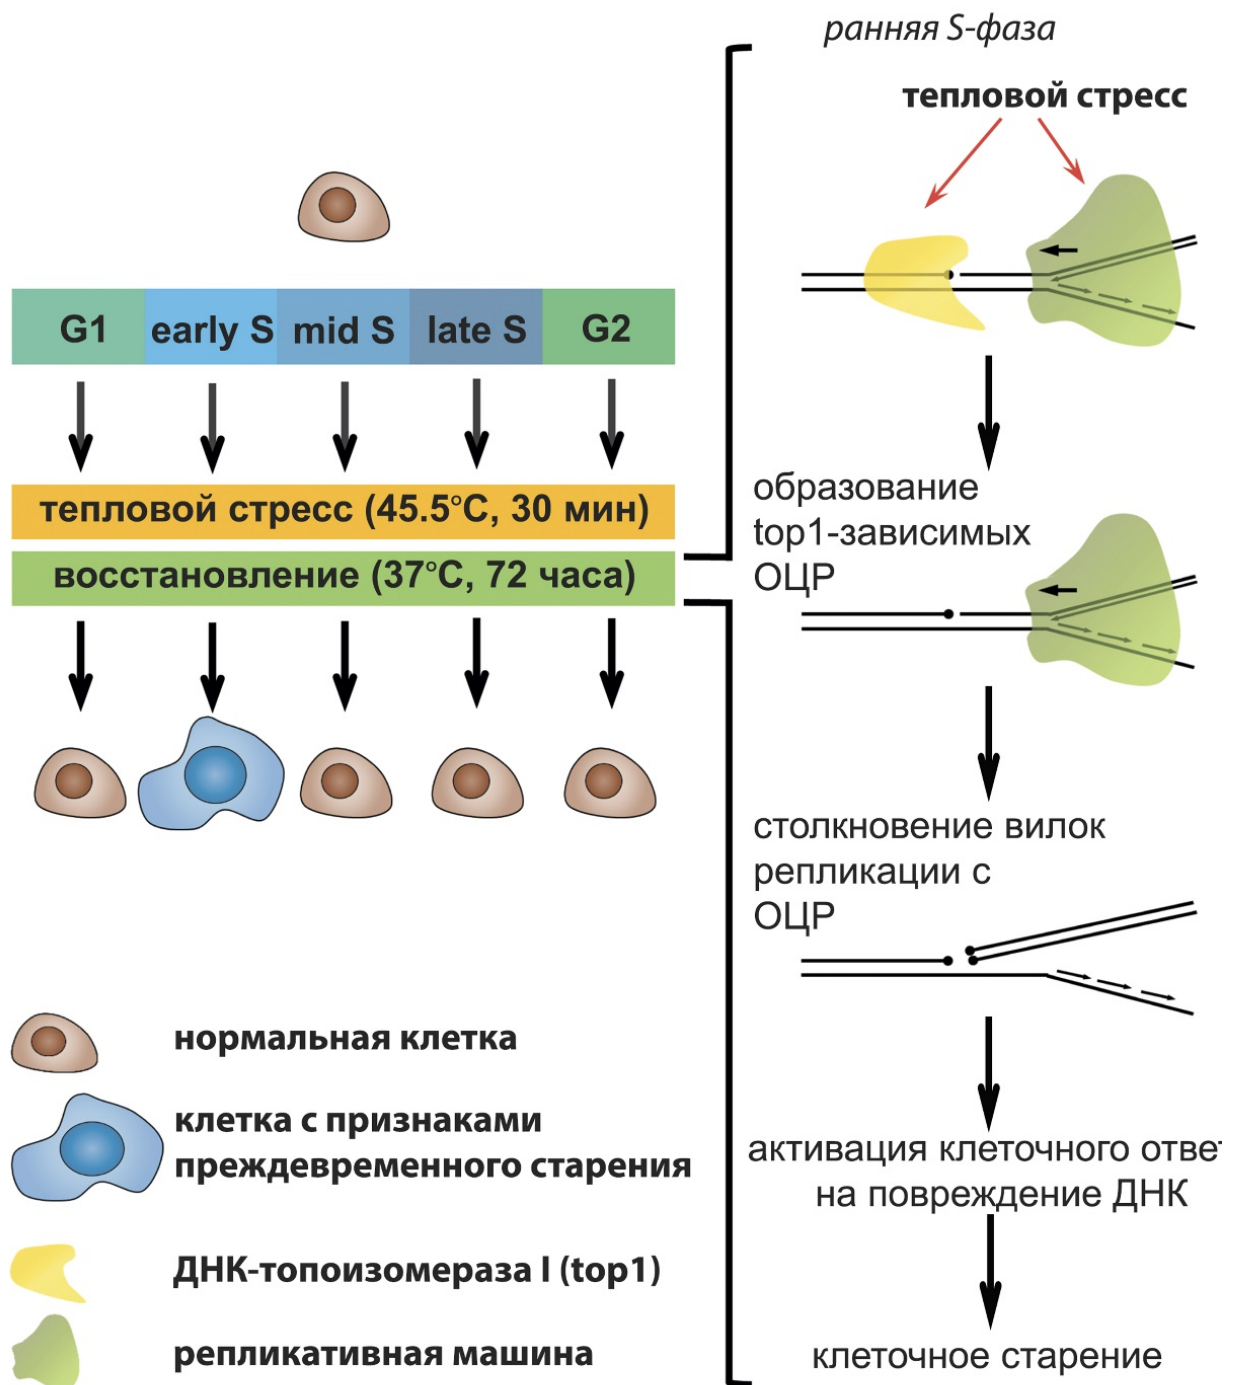 ранняя S-фаза
тепловой стресс
G1 early S mid S late S G2
тепловой стресс (45.5°C, 30 мин)
восстановление (37°C, 72 часа)
образование
top1-зависимых
ОЦР
столкновение вилок
репликации с
ОЦР
активация клеточного отве
на повреждение ДНК
клеточное старение
нормальная клетка
клетка с признаками
преждевременного старения
ДНК-топоизомераза I (top1)
репликативная машина